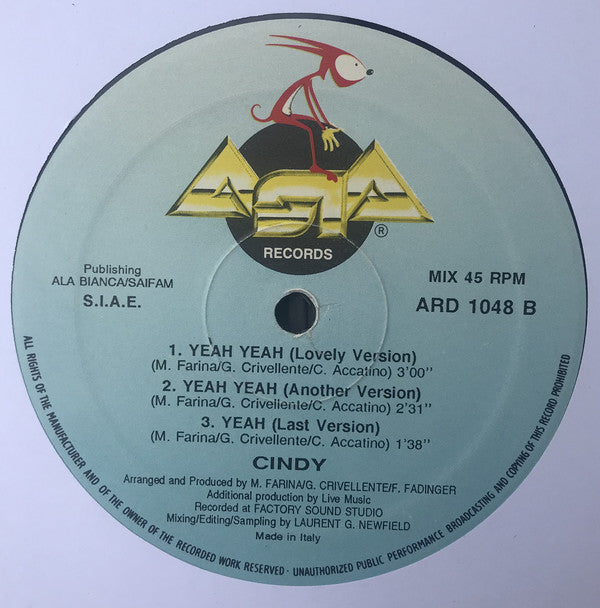 ASIA
®
RECORDS
Publishing
ALA BIANCA/SAIFAM
S.I.A.E.
MIX 45 RPM
ARD 1048 B
1. YEAH YEAH (Lovely Version)
(M. Farina/G. Crivellente/C. Accatino) 3'00"
2. YEAH YEAH (Another Version)
(M. Farina/G. Crivellente/C. Accatino) 2'31"
3. YEAH (Last Version)
(M. Farina/G. Crivellente/C. Accatino) 1'38"
CINDY
Arranged and Produced by M. FARINA/G. CRIVELLENTE/F. FADINGER
Additional production by Live Music
Recorded at FACTORY SOUND STUDIO
Mixing/Editing/Sampling by LAURENT G. NEWFIELD
Made in Italy
ALL RIGHTS OF THE MANUFACTURER AND OF THE OWNER OF THE RECORDED WORK RESERVED - UNAUTHORIZED PUBLIC PERFORMANCE BROADCASTING AND COPYING OF THIS RECORD PROHIBITED